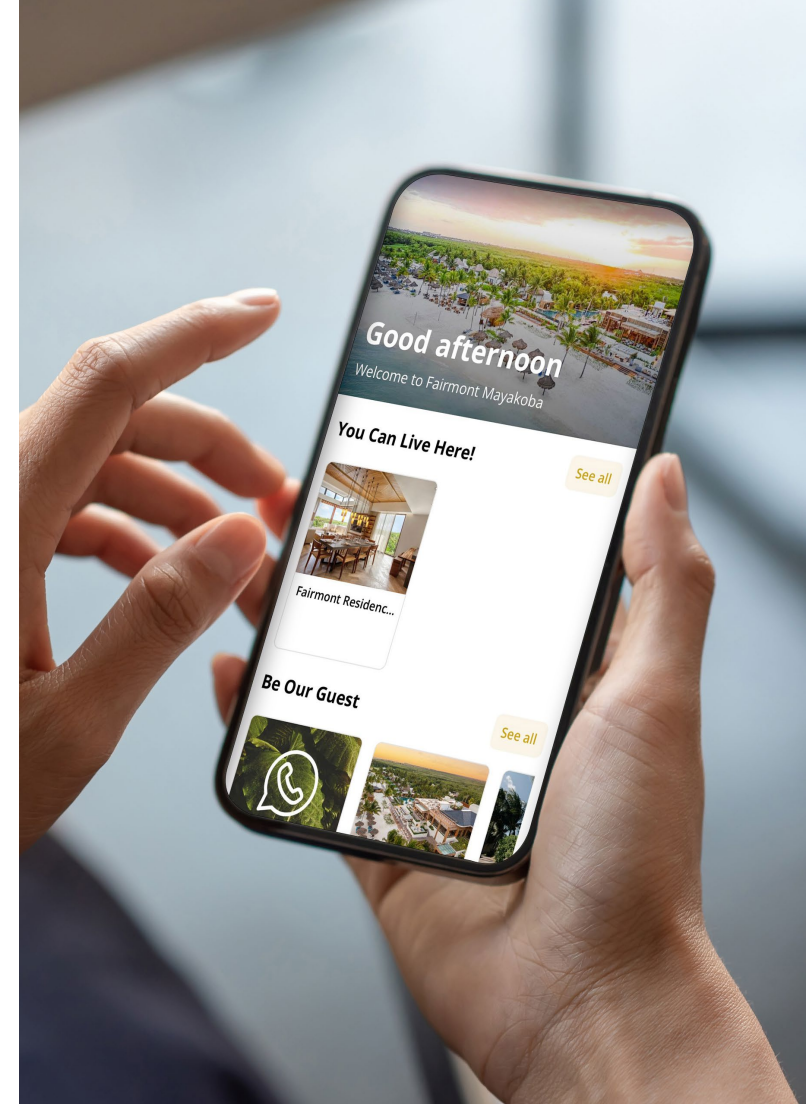 Good afternoon
Welcome to Fairmont Mayakoba
You Can Live Here!
See all
Fairmont Residenc...
Be Our Guest
See all